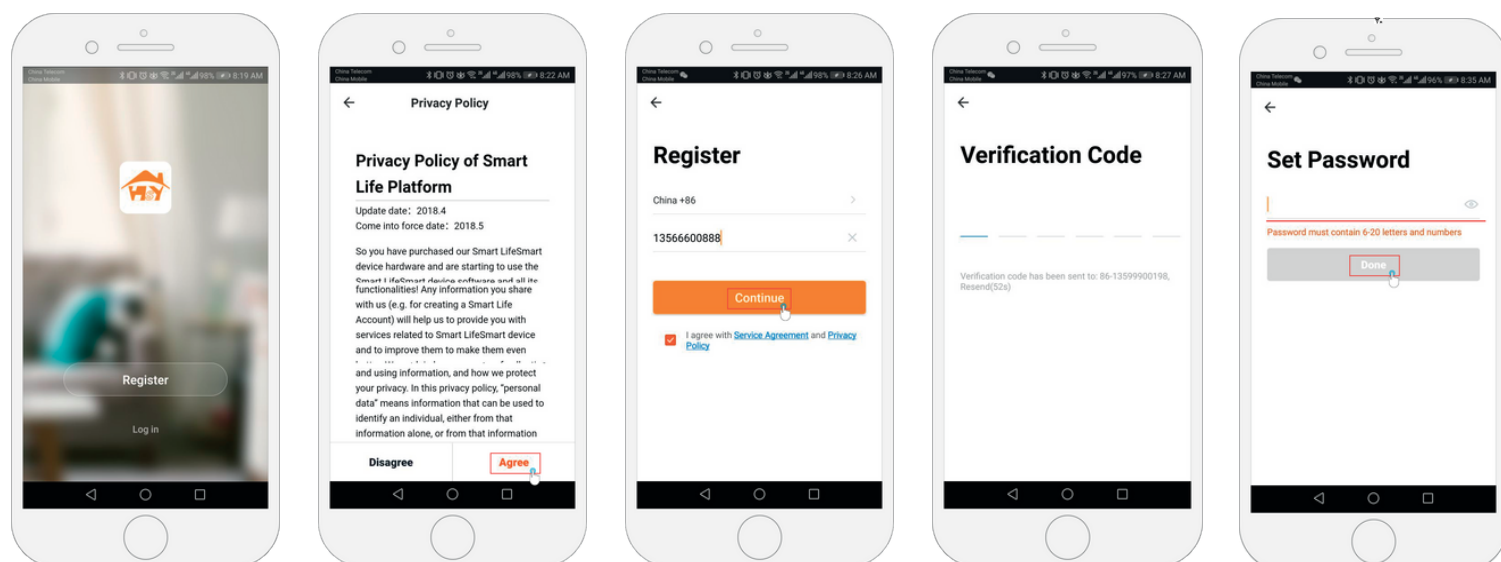 China Telecom
China Mobile
98% 8:19 AM
Register
Log in
China Telecom
China Mobile
98% 8:22 AM
Privacy Policy
Privacy Policy of Smart
Life Platform
Update date: 2018.4
Come into force date: 2018.5
So you have purchased our Smart LifeSmart
device hardware and are starting to use the
Smart LifeSmart device software and all its
functionalities! Any information you share
with us (e.g. for creating a Smart Life
Account) will help us to provide you with
services related to Smart LifeSmart device
and to improve them to make them even
and using information, and how we protect
your privacy. In this privacy policy, "personal
data" means information that can be used to
identify an individual, either from that
information alone, or from that information
Disagree
Agree
China Telecom
China Mobile
98% 8:26 AM
Register
China +86
13566600888
Continue
I agree with Service Agreement and Privacy
Policy
China Telecom
China Mobile
97% 8:27 AM
Verification Code
Verification code has been sent to: 86-13599900198,
Resend(52s)
China Telecom
China Mobile
96% 8:35 AM
Set Password
Password must contain 6-20 letters and numbers
Done